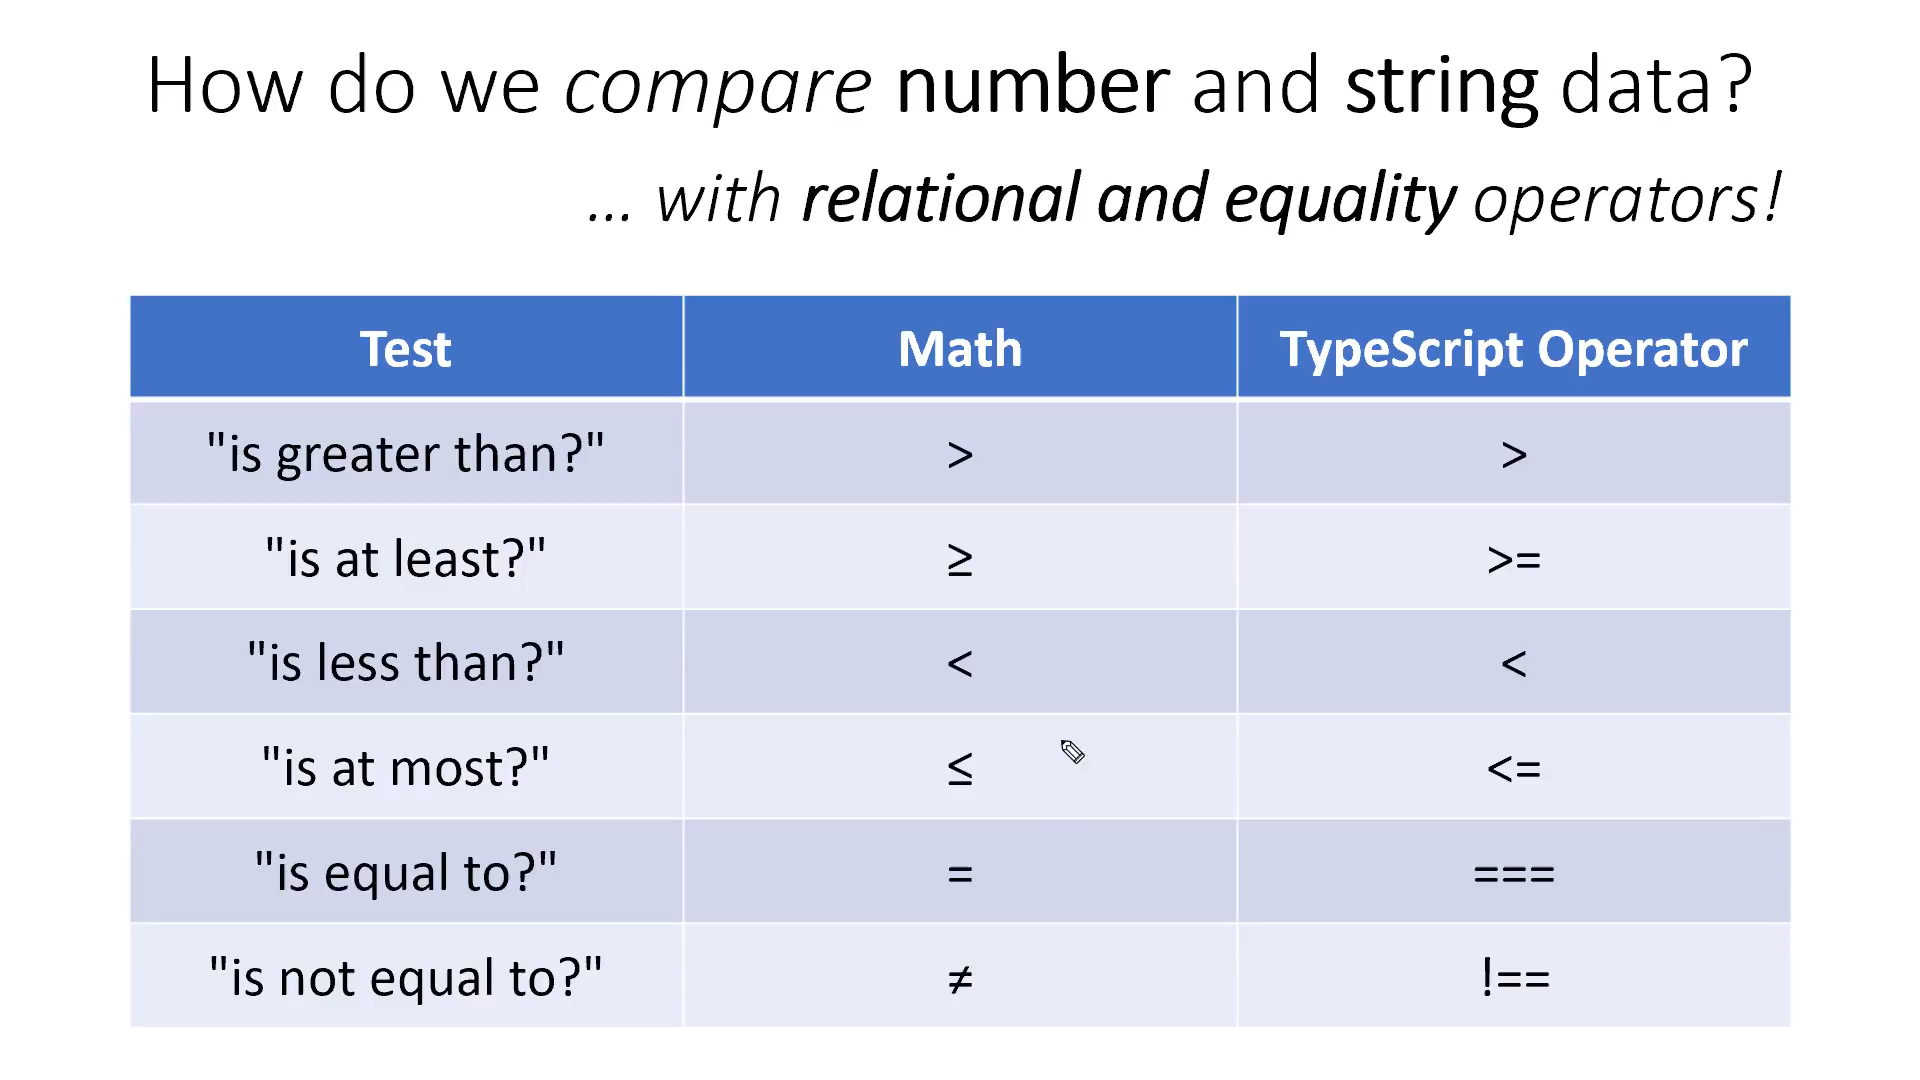 How do we compare number and string data?
... with relational and equality operators!
Test Math TypeScript Operator
"is greater than?" > >
"is at least?" ≥ >=
"is less than?" < <
"is at most?" ≤ <=
"is equal to?" = ===
"is not equal to?" ≠ !==